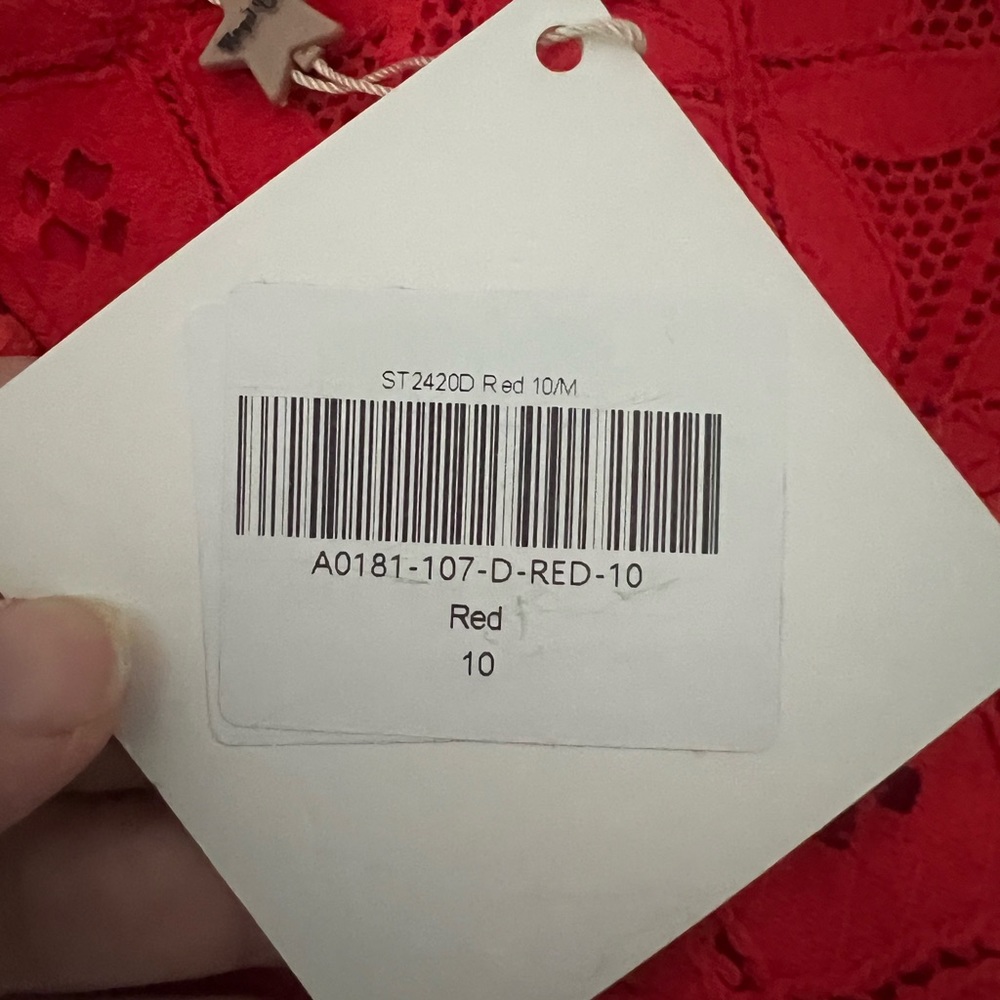 ST2420D Red 10/M
A0181-107-D-RED-10
Red
10